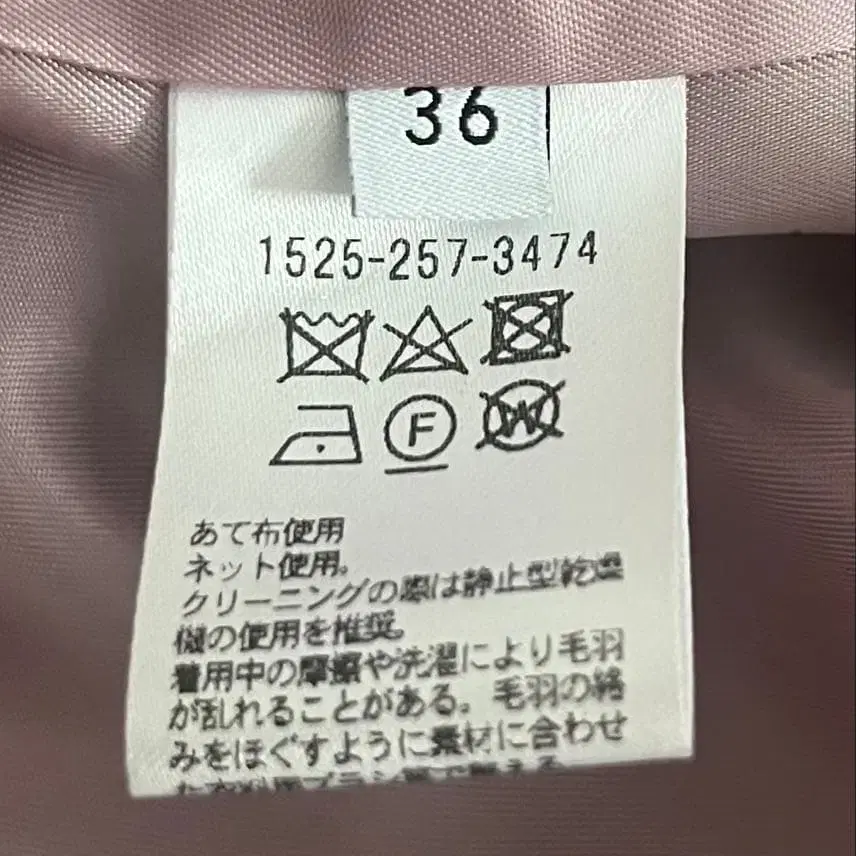 36
1525-257-3474
F
W
あて布使用
ネット使用。
クリーニングの際は静止型乾燥
機の使用を推奨。
着用中の摩擦や洗濯により毛羽
が乱れることがある。毛羽の絡
みをほぐすように素材に合わせ